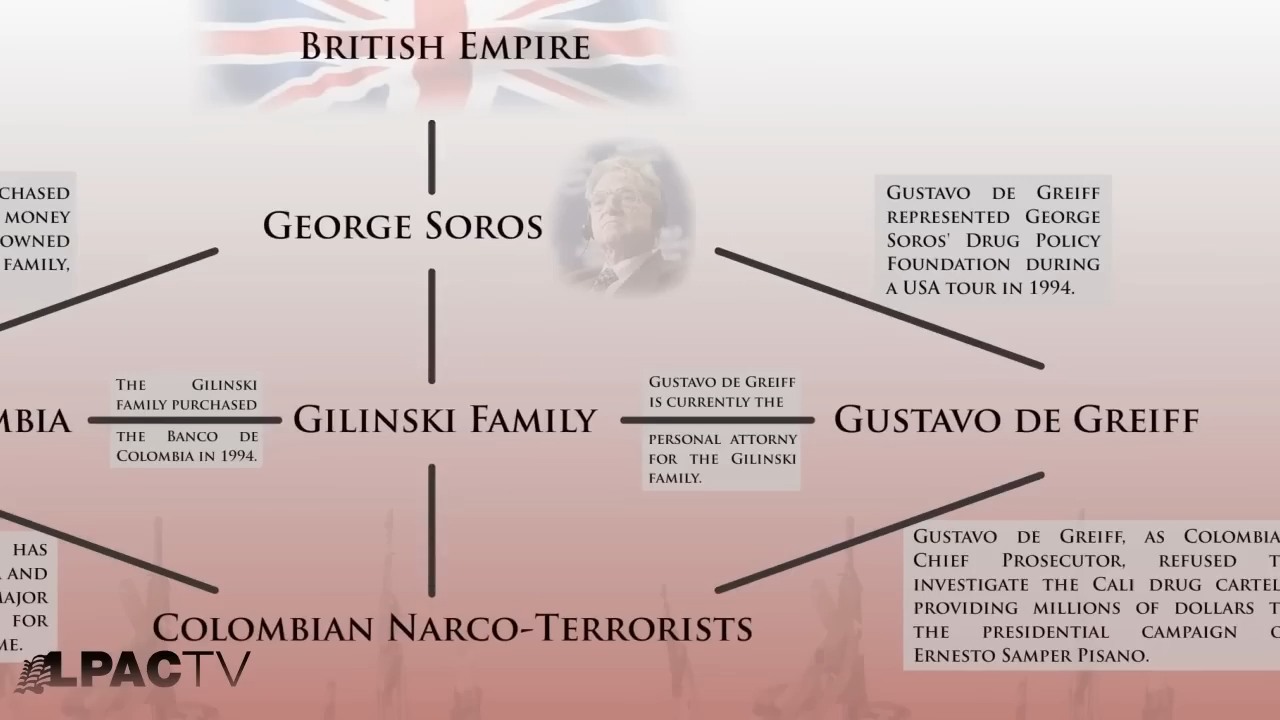 BRITISH EMPIRE
GEORGE SOROS
CHASED
MONEY
OWNED
FAMILY,
GUSTAVO DE GREIFF
REPRESENTED GEORGE
SOROS' DRUG POLICY
FOUNDATION DURING
A USA TOUR IN 1994.
MBIA
THE GILINSKI
FAMILY PURCHASED
THE BANCO DE
COLOMBIA IN 1994.
GILINSKI FAMILY
GUSTAVO DE GREIFF
IS CURRENTLY THE
PERSONAL ATTORNY
FOR THE GILINSKI
FAMILY.
GUSTAVO DE GREIFF
HAS
AND
MAJOR
FOR
ME.
COLOMBIAN NARCO-TERRORISTS
GUSTAVO DE GREIFF, AS COLOMBIA
CHIEF PROSECUTOR, REFUSED T
INVESTIGATE THE CALI DRUG CARTEL
PROVIDING MILLIONS OF DOLLARS T
THE PRESIDENTIAL CAMPAIGN O
ERNESTO SAMPER PISANO.
LPACTV